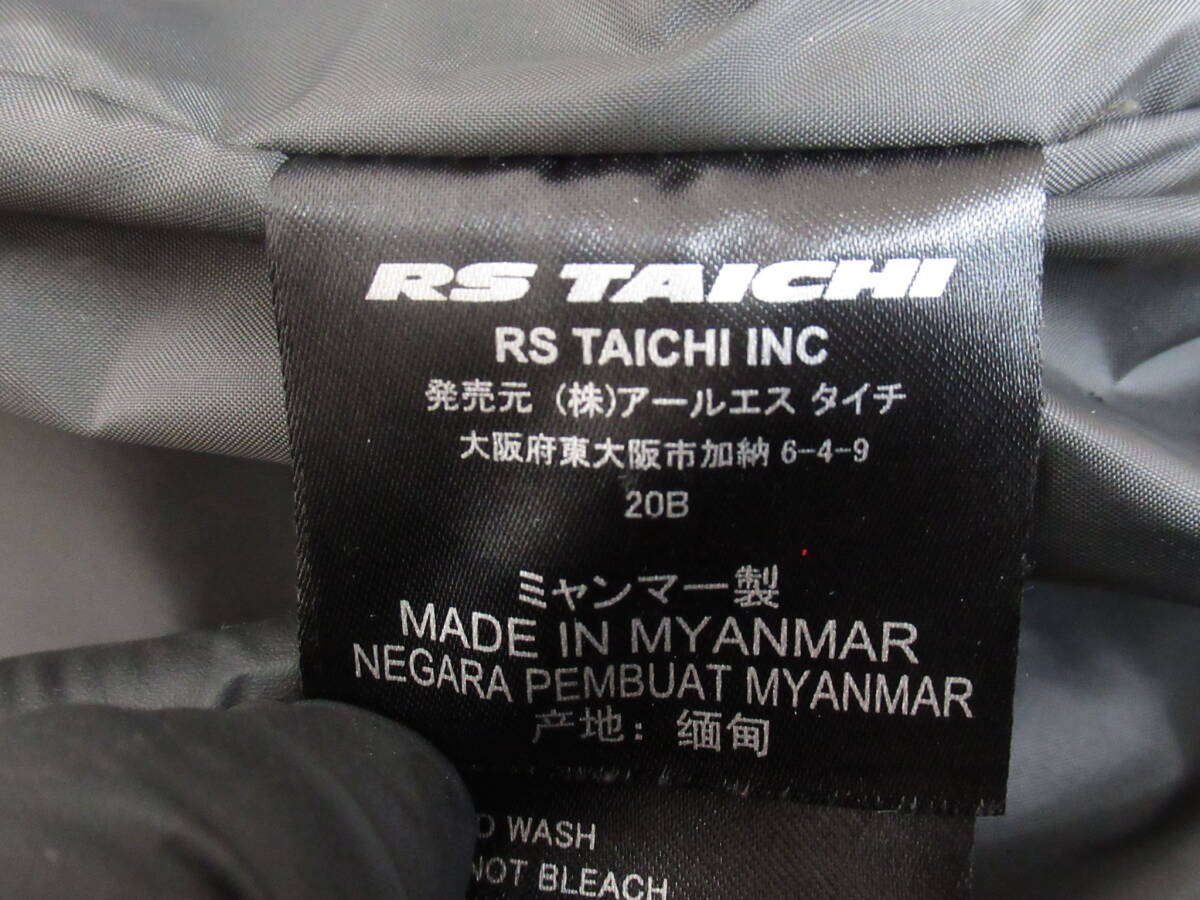 RS TAICHI
RS TAICHI INC
発売元 (株)アールエス タイチ
大阪府東大阪市加納 6-4-9
20B
ミャンマー製
MADE IN MYANMAR
NEGARA PEMBUAT MYANMAR
产地: 缅甸
WASH
NOT BLEACH